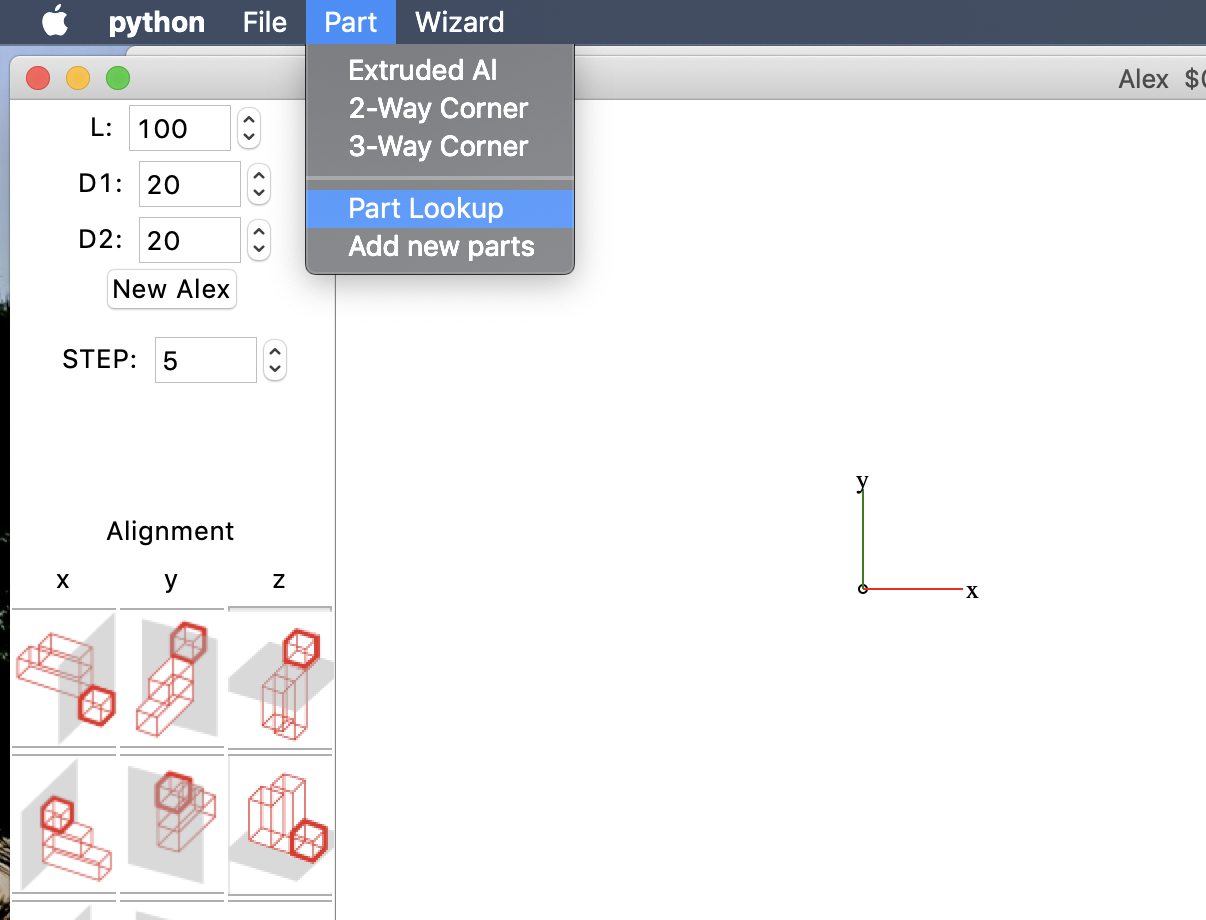 python File Part Wizard
Extruded Al
2-Way Corner
3-Way Corner
Part Lookup
Add new parts
Alex $
L: 100
D1: 20
D2: 20
New Alex
STEP: 5
Alignment
x y z
y
x